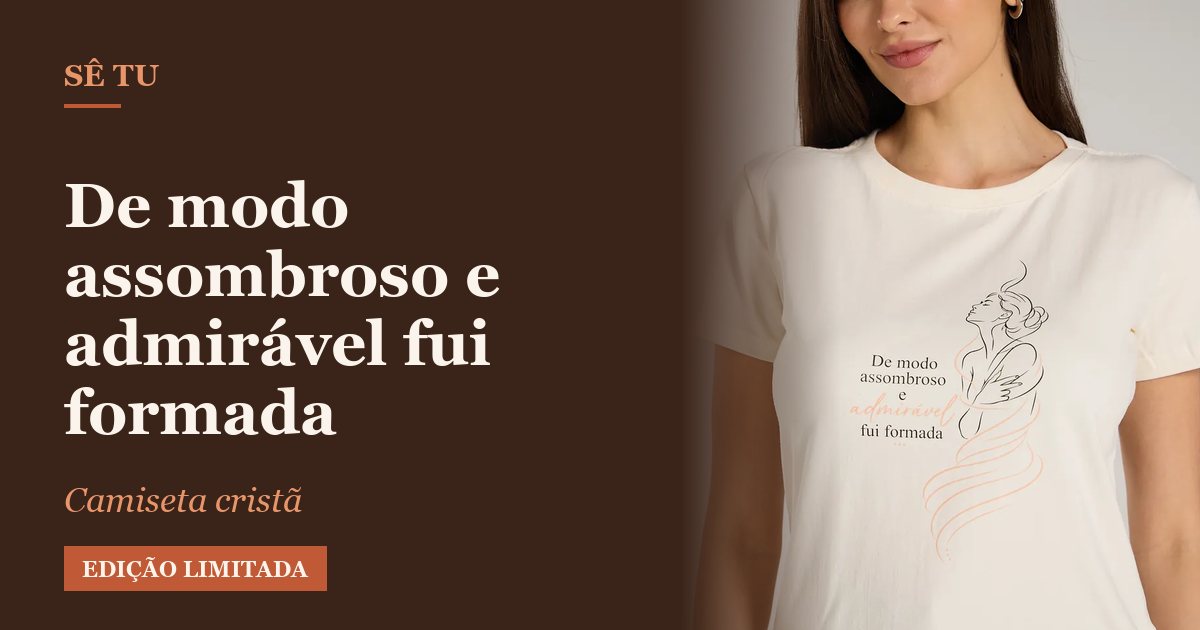 SÊ TU
De modo
assombroso e
admirável fui
formada
Camiseta cristã
EDIÇÃO LIMITADA
De modo
assombroso
e
admirável
fui formada